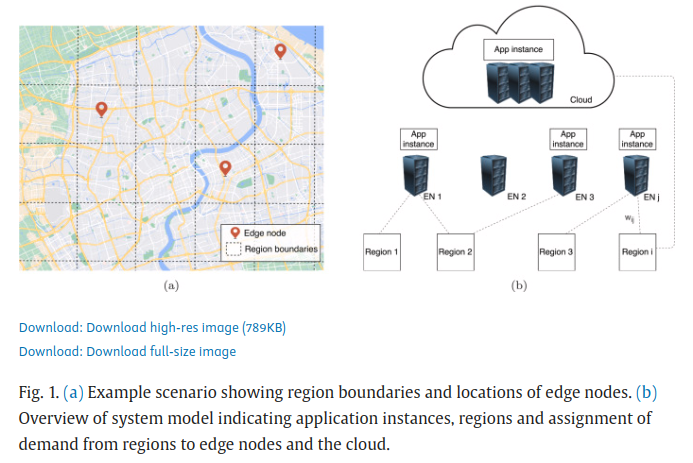 Edge node
Region boundaries
(a)
App instance
Cloud
App
instance
App
instance
App
instance
EN 1
EN 2
EN 3
EN j
wij
Region 1
Region 2
Region 3
Region i
(b)
Download: Download high-res image (789KB)
Download: Download full-size image
Fig. 1. (a) Example scenario showing region boundaries and locations of edge nodes. (b)
Overview of system model indicating application instances, regions and assignment of
demand from regions to edge nodes and the cloud.